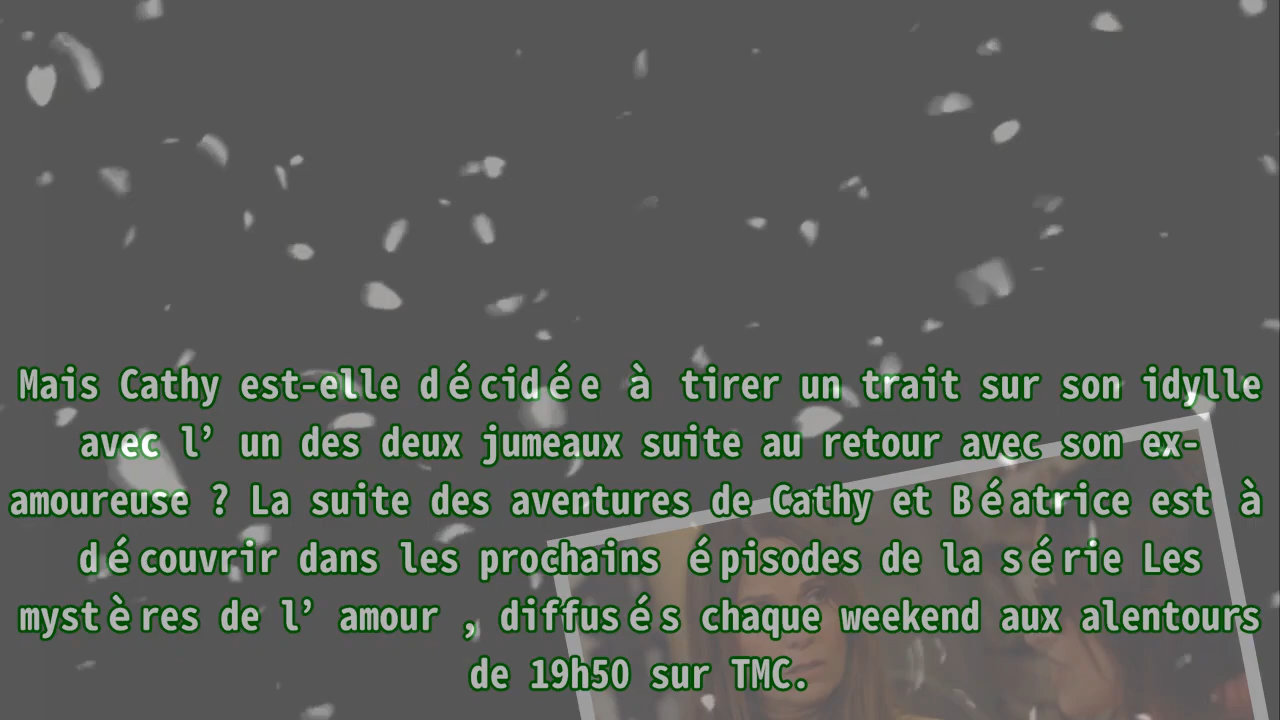 Mais Cathy est-elle décidée à tirer un trait sur son idylle
avec l’ un des deux jumeaux suite au retour avec son ex-
amoureuse ? La suite des aventures de Cathy et Béatrice est à
découvrir dans les prochains épisodes de la série Les
mystères de l’ amour , diffusés chaque weekend aux alentours
de 19h50 sur TMC.